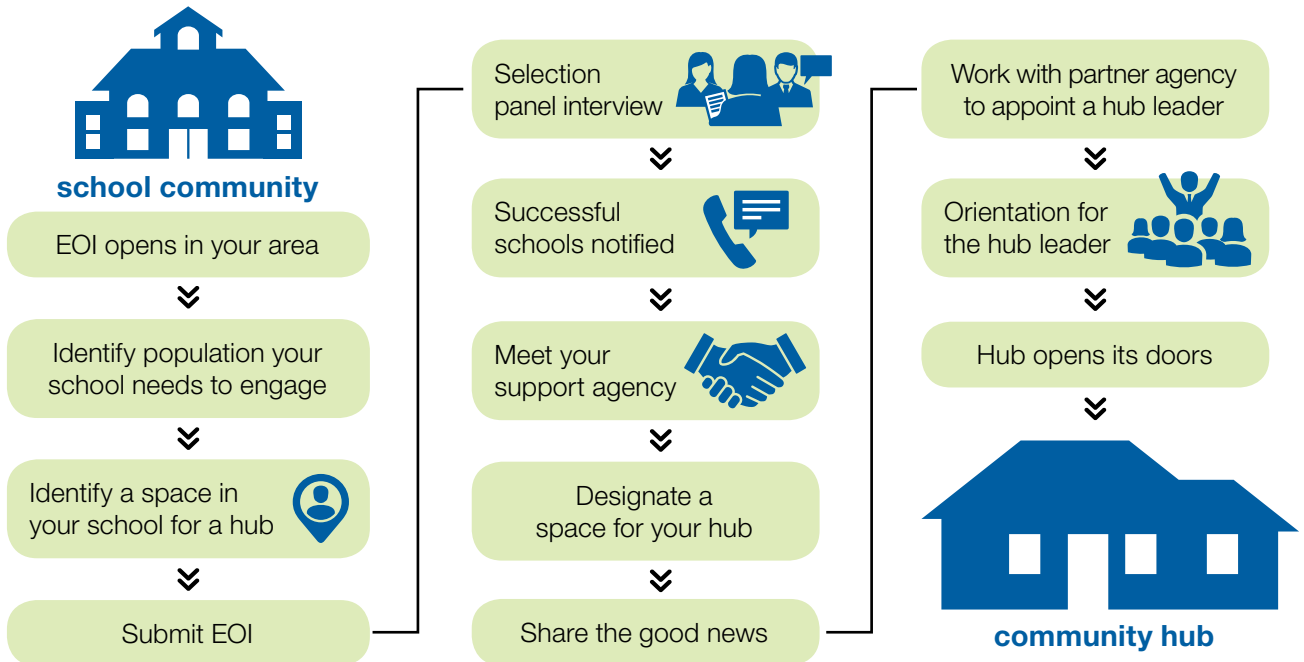 school community
EOI opens in your area
Identify population your
school needs to engage
Identify a space in
your school for a hub
Submit EOI
Selection
panel interview
Successful
schools notified
Meet your
support agency
Designate a
space for your hub
Share the good news
Work with partner agency
to appoint a hub leader
Orientation for
the hub leader
Hub opens its doors
community hub